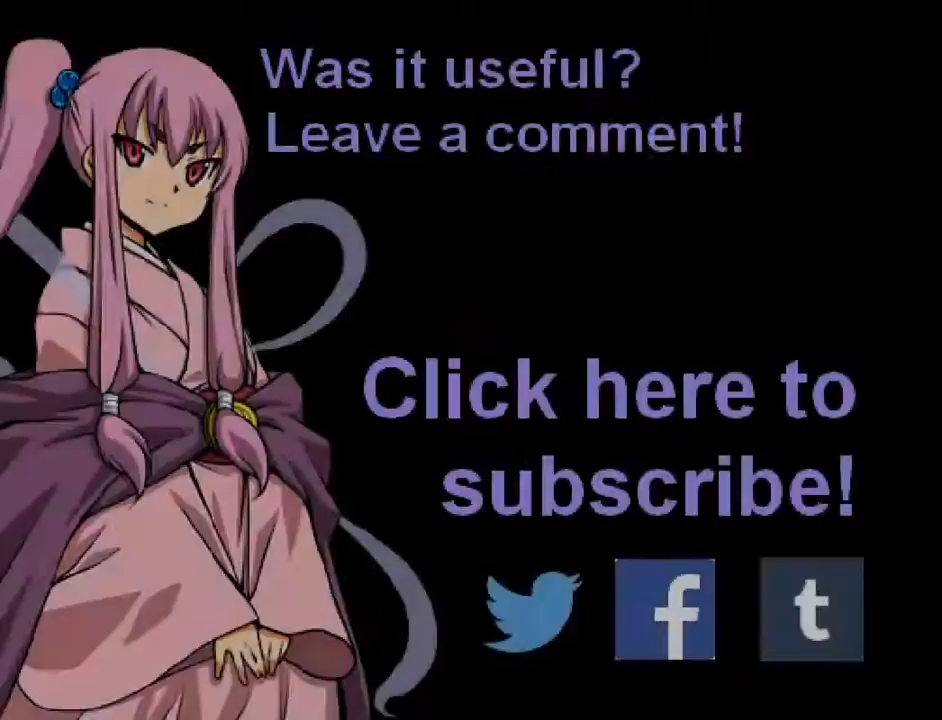 Was it useful?
Leave a comment!
Click here to
subscribe!
f t